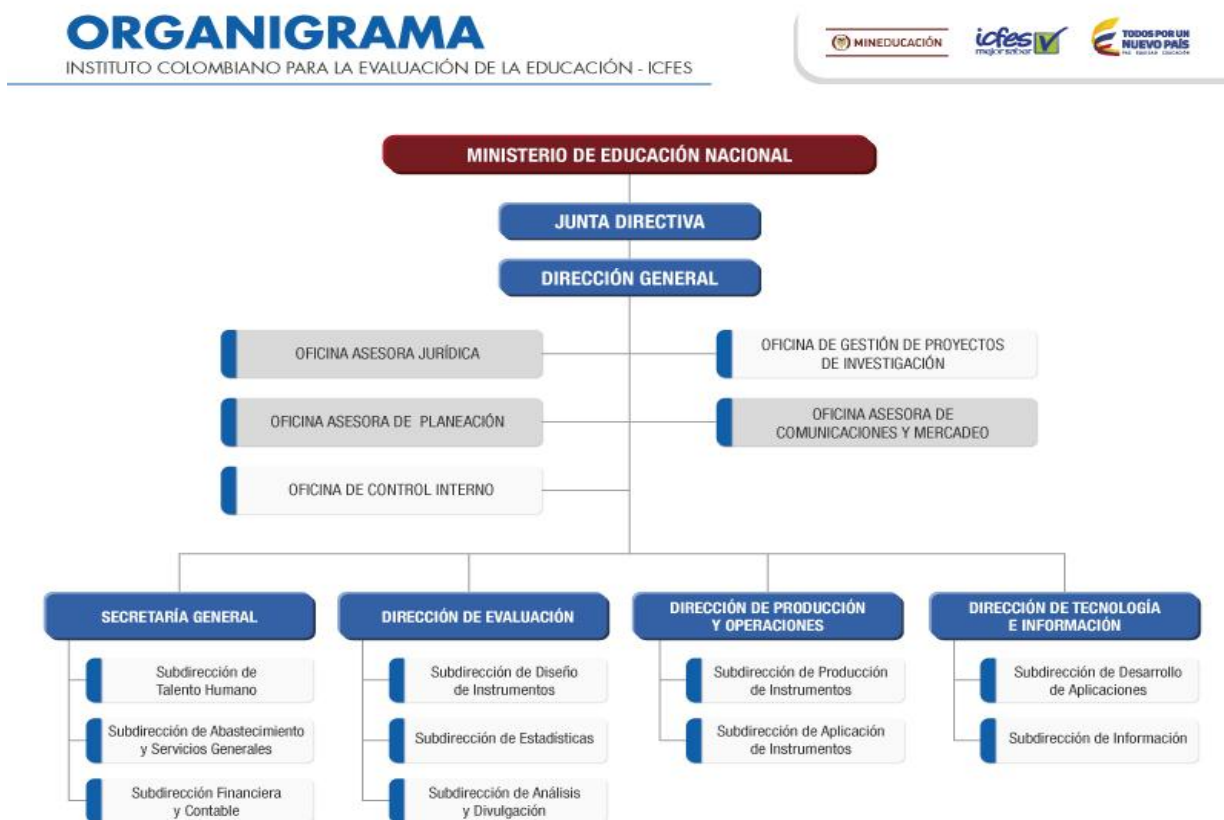 ORGANIGRAMA
INSTITUTO COLOMBIANO PARA LA EVALUACIÓN DE LA EDUCACIÓN - ICFES
MINEDUCACIÓN
icfes
mejor saber
TODOS POR UN
NUEVO PAÍS
PAZ EQUIDAD EDUCACIÓN
MINISTERIO DE EDUCACIÓN NACIONAL
JUNTA DIRECTIVA
DIRECCIÓN GENERAL
OFICINA ASESORA JURÍDICA
OFICINA DE GESTIÓN DE PROYECTOS
DE INVESTIGACIÓN
OFICINA ASESORA DE PLANEACIÓN
OFICINA ASESORA DE
COMUNICACIONES Y MERCADEO
OFICINA DE CONTROL INTERNO
SECRETARÍA GENERAL
Subdirección de
Talento Humano
Subdirección de Abastecimiento
y Servicios Generales
Subdirección Financiera
y Contable
DIRECCIÓN DE EVALUACIÓN
Subdirección de Diseño
de Instrumentos
Subdirección de Estadísticas
Subdirección de Análisis
y Divulgación
DIRECCIÓN DE PRODUCCIÓN
Y OPERACIONES
Subdirección de Producción
de Instrumentos
Subdirección de Aplicación
de Instrumentos
DIRECCIÓN DE TECNOLOGÍA
E INFORMACIÓN
Subdirección de Desarrollo
de Aplicaciones
Subdirección de Información